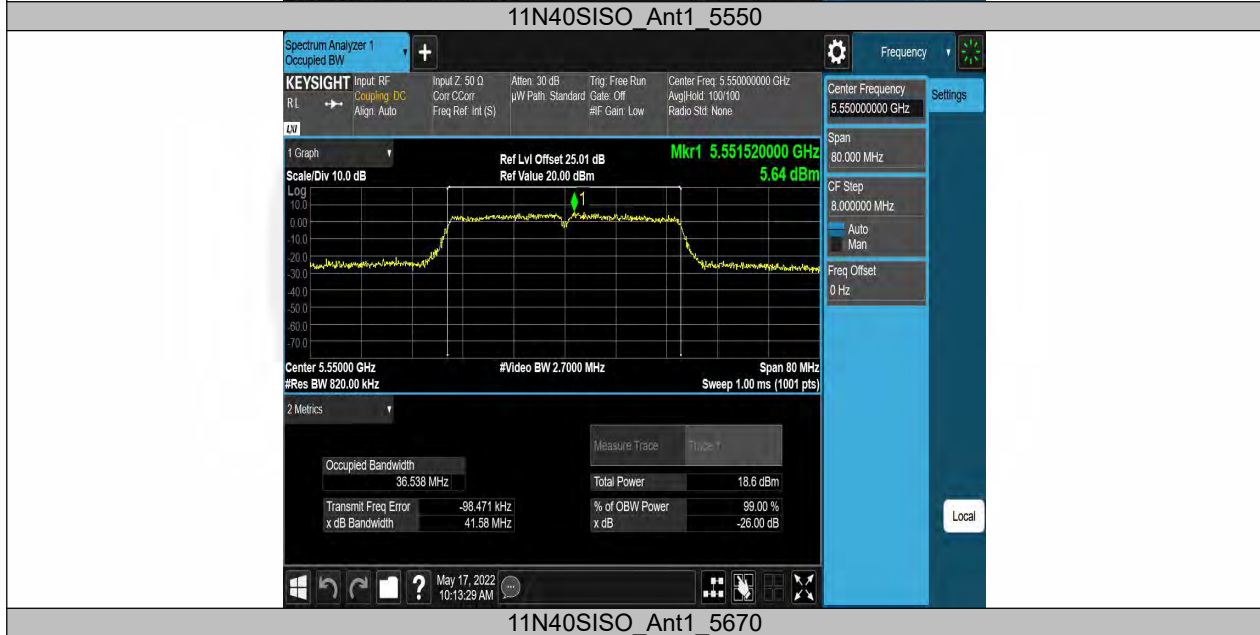 11N40SISO_Ant1_5550
Spectrum Analyzer 1
Occupied BW
+
Frequency
KEYSIGHT
RL
LXI
Input: RF
Coupling: DC
Align: Auto
Input Z: 50 Ω
Corr CCorr
Freq Ref: Int (S)
Atten: 30 dB
µW Path: Standard
Trig: Free Run
Gate: Off
#IF Gain: Low
Center Freq: 5.550000000 GHz
Avg|Hold: 100/100
Radio Std: None
Center Frequency
5.550000000 GHz
Settings
Span
80.000 MHz
CF Step
8.000000 MHz
Auto
Man
Freq Offset
0 Hz
Local
1 Graph
Scale/Div 10.0 dB
Ref Lvl Offset 25.01 dB
Ref Value 20.00 dBm
Mkr1 5.551520000 GHz
5.64 dBm
Log
10.0
0.00
-10.0
-20.0
-30.0
-40.0
-50.0
-60.0
-70.0
1
Center 5.55000 GHz
#Video BW 2.7000 MHz
Span 80 MHz
#Res BW 820.00 kHz
Sweep 1.00 ms (1001 pts)
2 Metrics
Measure Trace
Trace 1
Occupied Bandwidth
36.538 MHz
Total Power
18.6 dBm
Transmit Freq Error
-98.471 kHz
% of OBW Power
99.00 %
x dB Bandwidth
41.58 MHz
x dB
-26.00 dB
?
May 17, 2022
10:13:29 AM
11N40SISO_Ant1_5670